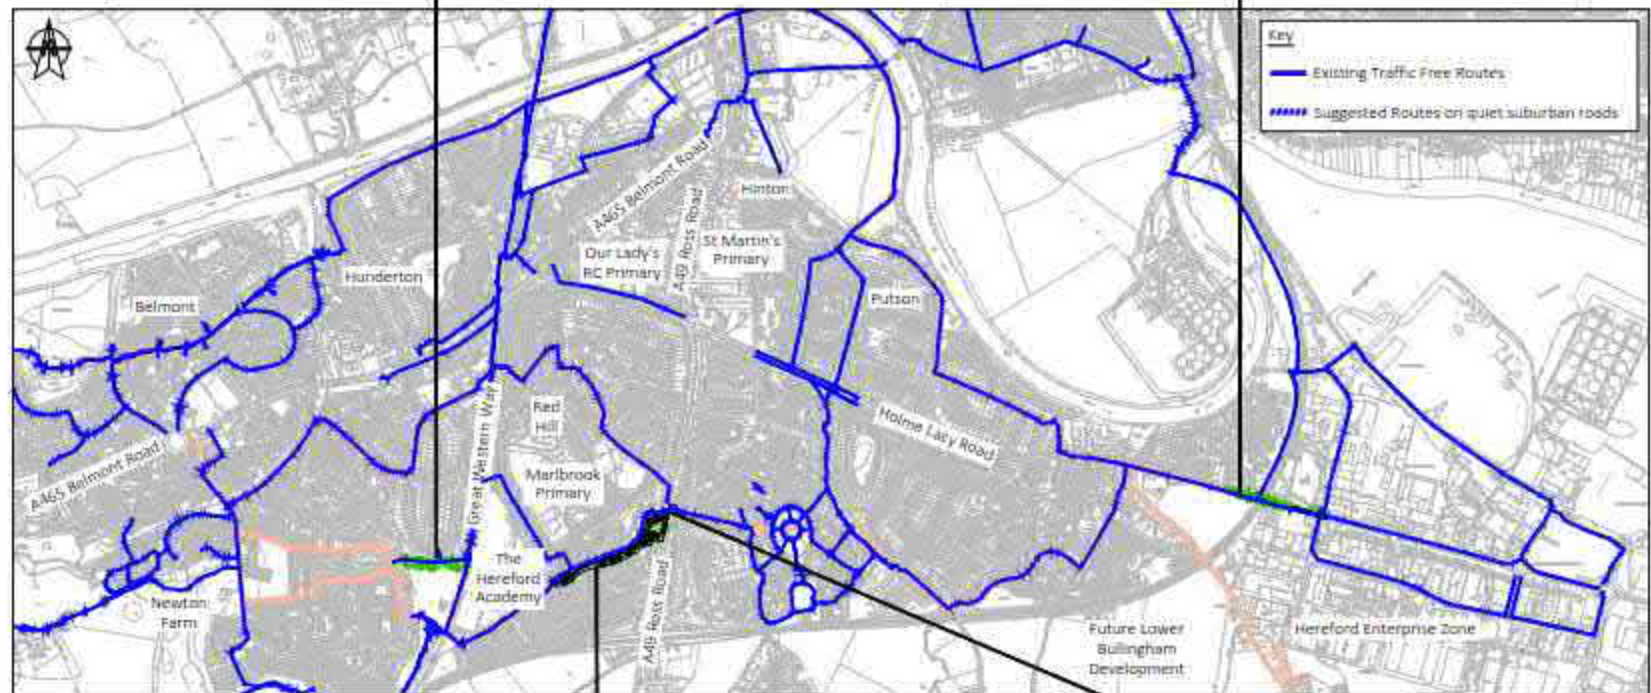 Key
Existing Traffic Free Routes
Suggested Routes on quiet suburban roads
A465 Belmont Road
Hinton
A49 Ross Road
Our Lady's
RC Primary
St Martin's
Primary
Hunderton
Belmont
Putson
Great Western Way
Red
Hill
Holme Lacy Road
A465 Belmont Road
Marlbrook
Primary
The
Hereford
Academy
Newton
Farm
A49 Ross Road
Future Lower
Bullingham
Development
Hereford Enterprise Zone